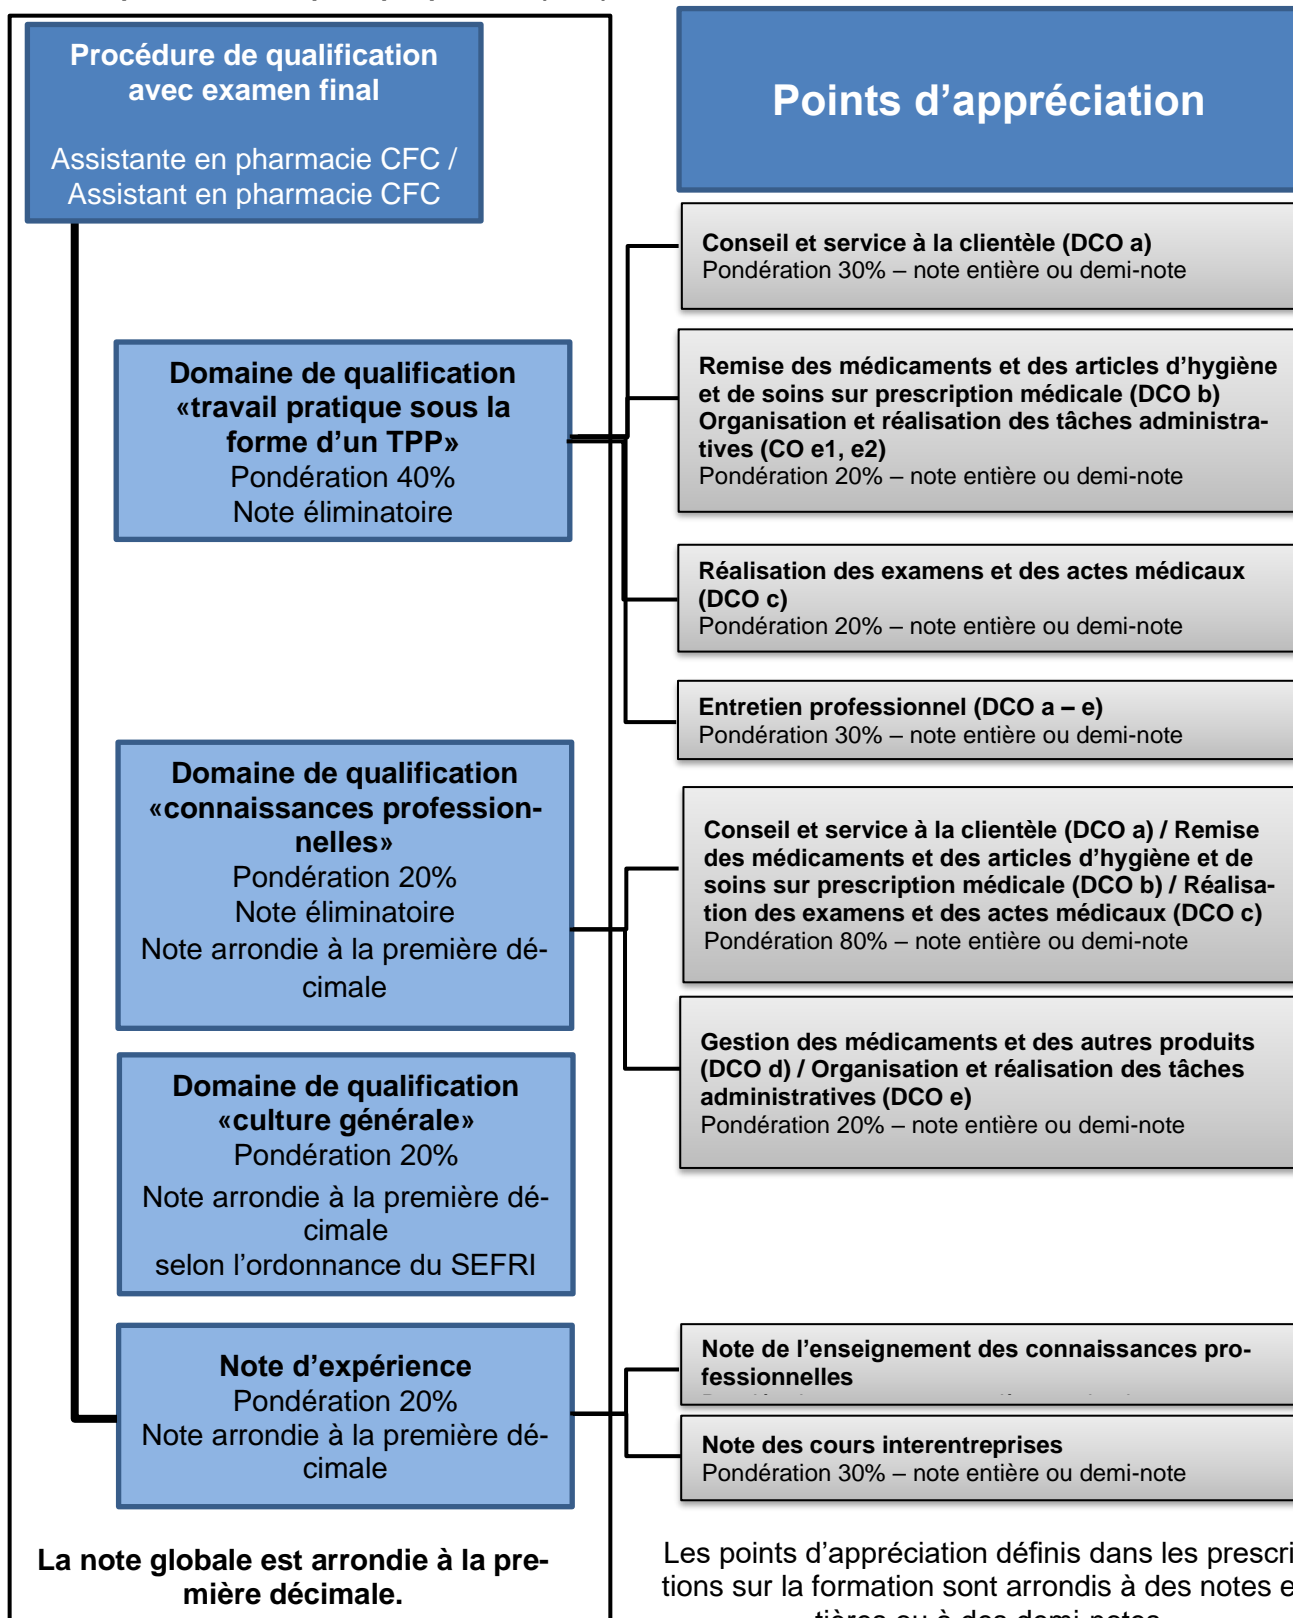 Procédure de qualification
avec examen final
Assistante en pharmacie CFC /
Assistant en pharmacie CFC
Points d’appréciation
Conseil et service à la clientèle (DCO a)
Pondération 30% – note entière ou demi-note
Domaine de qualification
«travail pratique sous la
forme d’un TPP»
Pondération 40%
Note éliminatoire
Remise des médicaments et des articles d’hygiène
et de soins sur prescription médicale (DCO b)
Organisation et réalisation des tâches administra-
tives (CO e1, e2)
Pondération 20% – note entière ou demi-note
Réalisation des examens et des actes médicaux
(DCO c)
Pondération 20% – note entière ou demi-note
Entretien professionnel (DCO a – e)
Pondération 30% – note entière ou demi-note
Domaine de qualification
«connaissances profession-
nelles»
Pondération 20%
Note éliminatoire
Note arrondie à la première dé-
cimale
Conseil et service à la clientèle (DCO a) / Remise
des médicaments et des articles d’hygiène et de
soins sur prescription médicale (DCO b) / Réalisa-
tion des examens et des actes médicaux (DCO c)
Pondération 80% – note entière ou demi-note
Gestion des médicaments et des autres produits
(DCO d) / Organisation et réalisation des tâches
administratives (DCO e)
Pondération 20% – note entière ou demi-note
Domaine de qualification
«culture générale»
Pondération 20%
Note arrondie à la première dé-
cimale
selon l’ordonnance du SEFRI
Note d’expérience
Pondération 20%
Note arrondie à la première dé-
cimale
Note de l’enseignement des connaissances pro-
fessionnelles
Note des cours interentreprises
Pondération 30% – note entière ou demi-note
La note globale est arrondie à la pre-
mière décimale.
Les points d’appréciation définis dans les prescri
tions sur la formation sont arrondis à des notes e
tières ou à des demi-notes